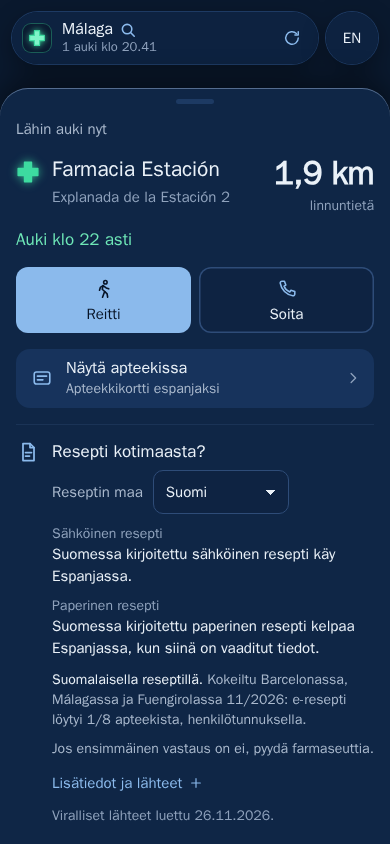 Málaga
1 auki klo 20.41
EN
Lähin auki nyt
Farmacia Estación
1,9 km
Explanada de la Estación 2
linnuntietä
Auki klo 22 asti
Reitti
Soita
Näytä apteekissa
Apteekkikortti espanjaksi
Resepti kotimaasta?
Reseptin maa
Suomi
Sähköinen resepti
Suomessa kirjoitettu sähköinen resepti käy
Espanjassa.
Paperinen resepti
Suomessa kirjoitettu paperinen resepti kelpaa
Espanjassa, kun siinä on vaaditut tiedot.
Suomalaisella reseptillä. Kokeiltu Barcelonassa,
Málagassa ja Fuengirolassa 11/2026: e-resepti
löytyi 1/8 apteekista, henkilötunnuksella.
Jos ensimmäinen vastaus on ei, pyydä farmaseuttia.
Lisätiedot ja lähteet +
Viralliset lähteet luettu 26.11.2026.